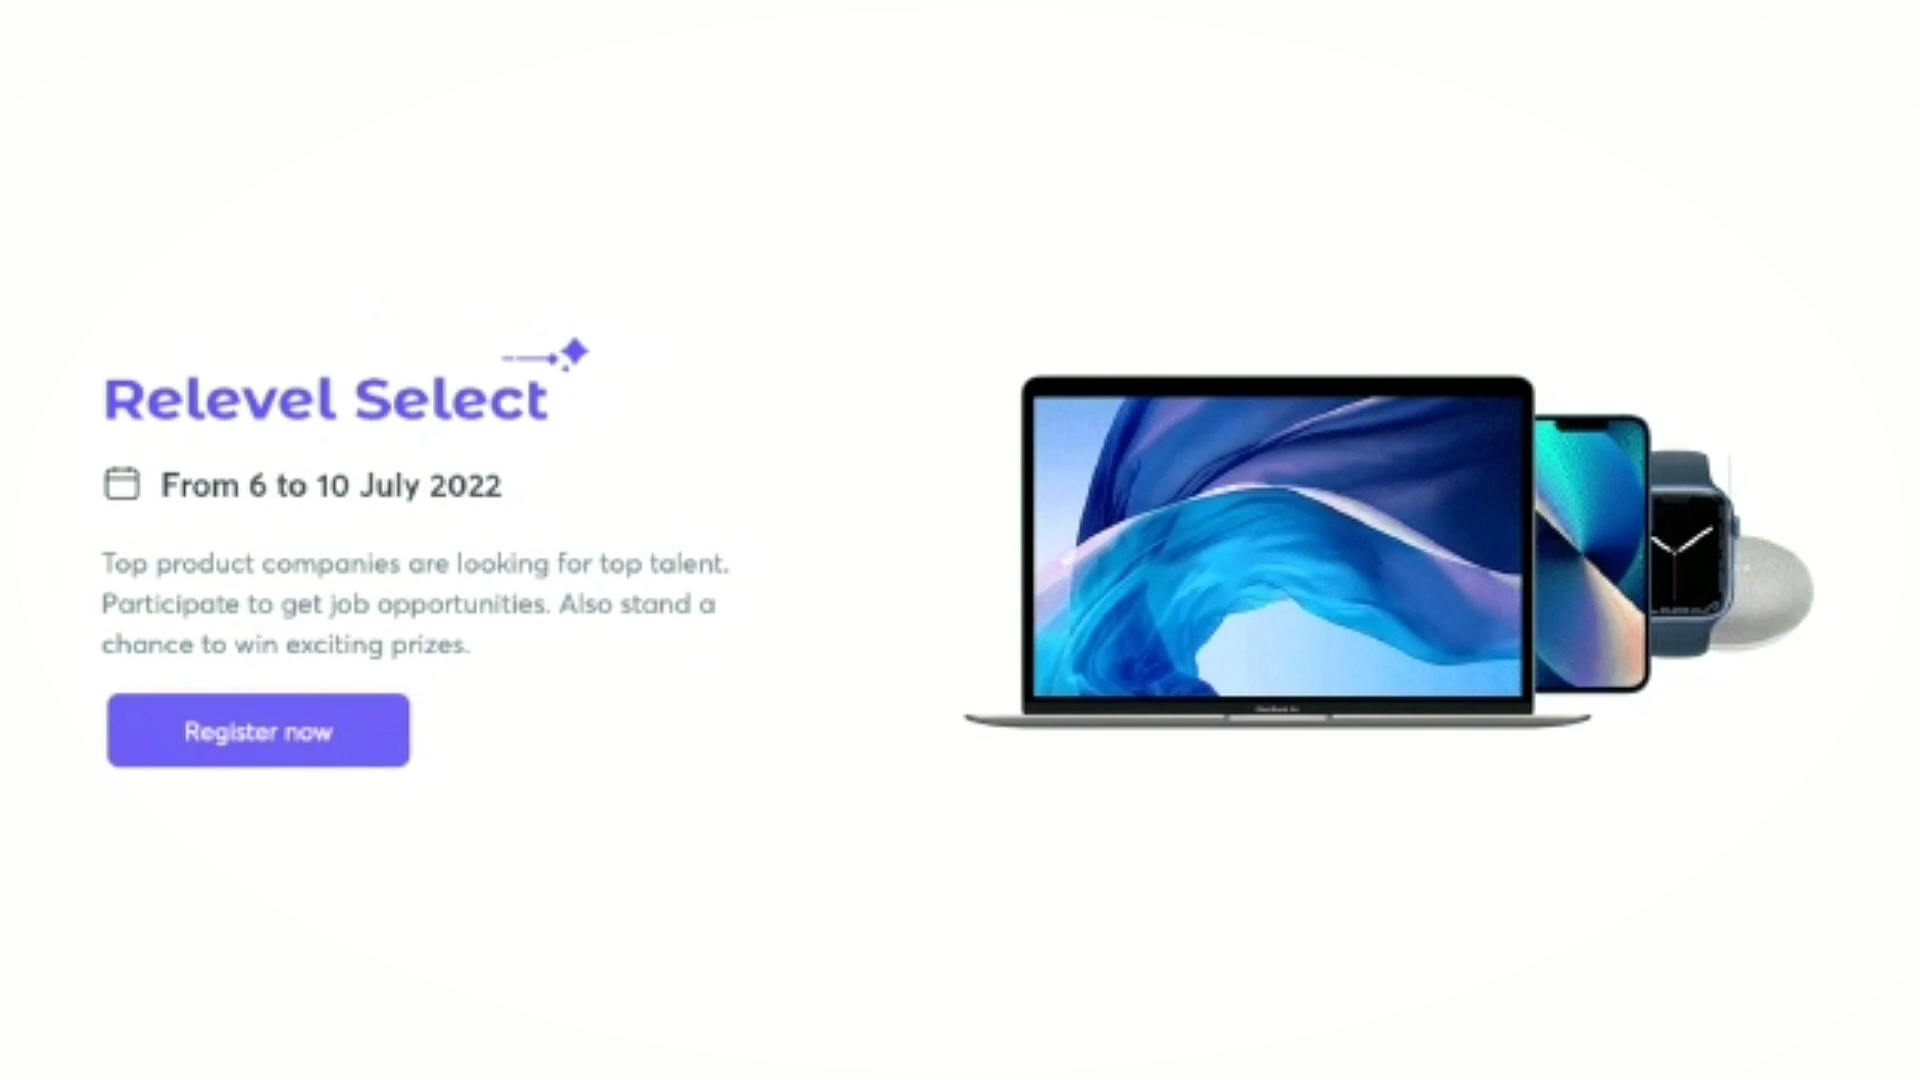 Relevel Select
From 6 to 10 July 2022
Top product companies are looking for top talent.
Participate to get job opportunities. Also stand a
chance to win exciting prizes.
Register now